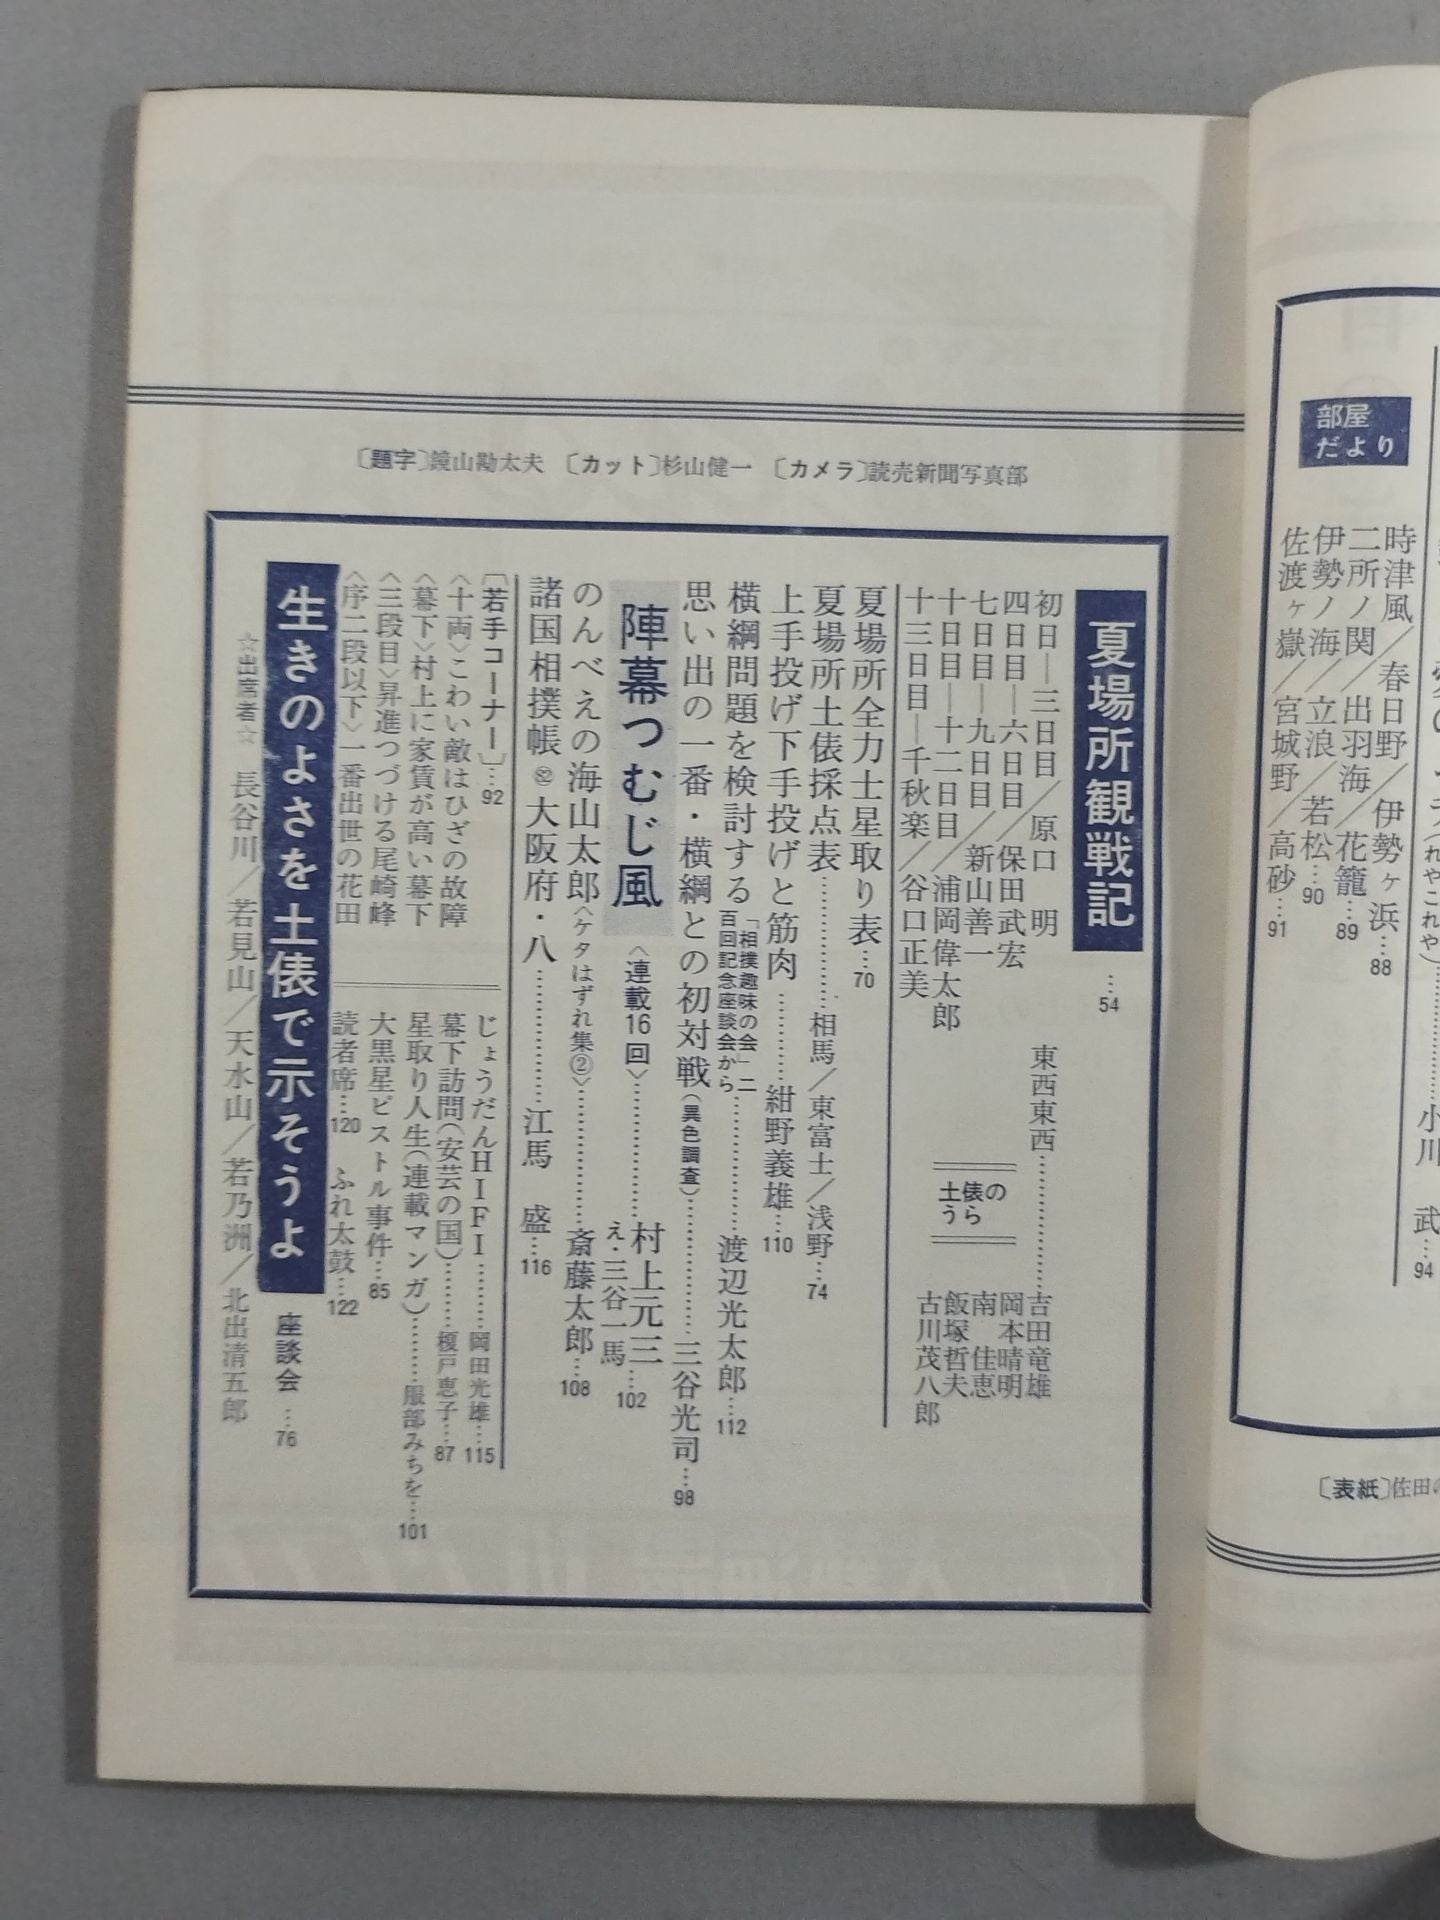 部屋
だより
時津風／春日野／伊勢ヶ浜…88
二所ノ関／出羽海／花籠…89
伊勢ノ海／立浪／若松…90
佐渡ヶ嶽／宮城野／高砂…91
小川　武…94
〔表紙〕佐田の
〔題字〕鏡山勘太夫　〔カット〕杉山健一　〔カメラ〕読売新聞写真部
夏場所観戦記…54
初日―三日目／原口　明
四日目―六日目／保田武宏
七日目―九日目／新山善一
十日目―十二日目／浦岡偉太郎
十三日目―千秋楽／谷口正美
東西東西…………吉田竜雄
土俵の
うら
岡本晴明
南　佳恵
飯塚哲夫
古川茂八郎
夏場所全力士星取り表…70
夏場所土俵採点表…………相馬／東富士／浅野…74
上手投げ下手投げと筋肉…………紺野義雄…110
横綱問題を検討する「相撲趣味の会」二百回記念座談会から…………渡辺光太郎…112
思い出の一番・横綱との初対戦（異色調査）…………三谷光司…98
陣幕つむじ風〈連載16回〉…………村上元三…102
え・三谷一馬
のんべえの海山太郎〈ケタはずれ集②〉…………斎藤太郎…108
諸国相撲帳㉜大阪府・八…………江馬　盛…116
［若手コーナー］…92
〈十両〉こわい敵はひざの故障
〈幕下〉村上に家賃が高い幕下
〈三段目〉昇進つづける尾崎峰
〈序二段以下〉一番出世の花田
じょうだんHIFI…………岡田光雄…115
幕下訪問（安芸の国）…………榎戸恵子…87
星取り人生（連載マンガ）…………服部みちを…101
大黒星ピストル事件…85
読者席…120　ふれ太鼓…122
生きのよさを土俵で示そうよ　座談会…76
☆出席者☆　長谷川／若見山／天水山／若乃洲／北出清五郎